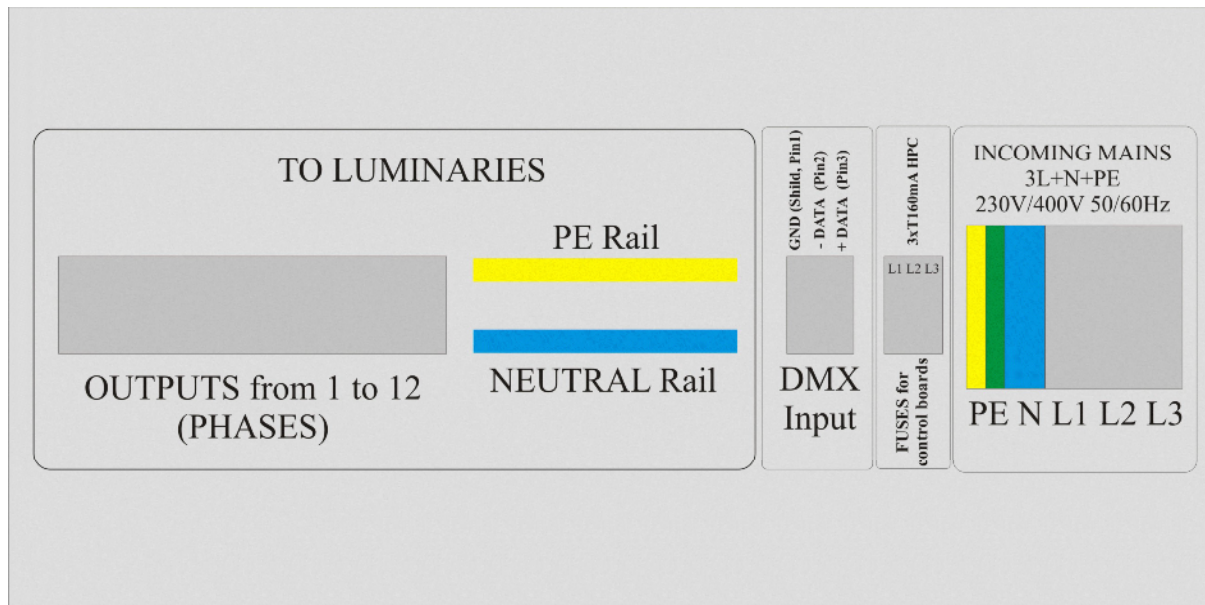 TO LUMINARIES
PE Rail
NEUTRAL Rail
OUTPUTS from 1 to 12
(PHASES)
GND (Shild, Pin1)
- DATA (Pin2)
+ DATA (Pin3)
DMX
Input
3xT160mA HPC
L1 L2 L3
FUSES for
control boards
INCOMING MAINS
3L+N+PE
230V/400V 50/60Hz
PE N L1 L2 L3